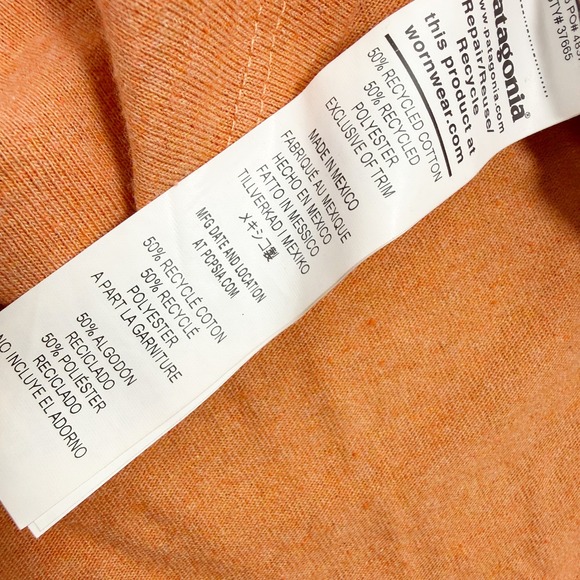 patagonia®
www.patagonia.com
Repair/Reuse/
Recycle
this product at
wornwear.com
50% RECYCLED COTTON
50% RECYCLED
POLYESTER
EXCLUSIVE OF TRIM
MADE IN MEXICO
FABRIQUÉ AU MEXIQUE
HECHO EN MÉXICO
FATTO IN MESSICO
TILLVERKAD I MEXIKO
メキシコ製
MFG DATE AND LOCATION
AT PCPSIA.COM
50% RECYCLÉ COTON
50% RECYCLÉ
POLYESTER
A PART LA GARNITURE
50% ALGODÓN
RECICLADO
50% POLIÉSTER
RECICLADO
NO INCLUYE EL ADORNO
PO#
# 37665